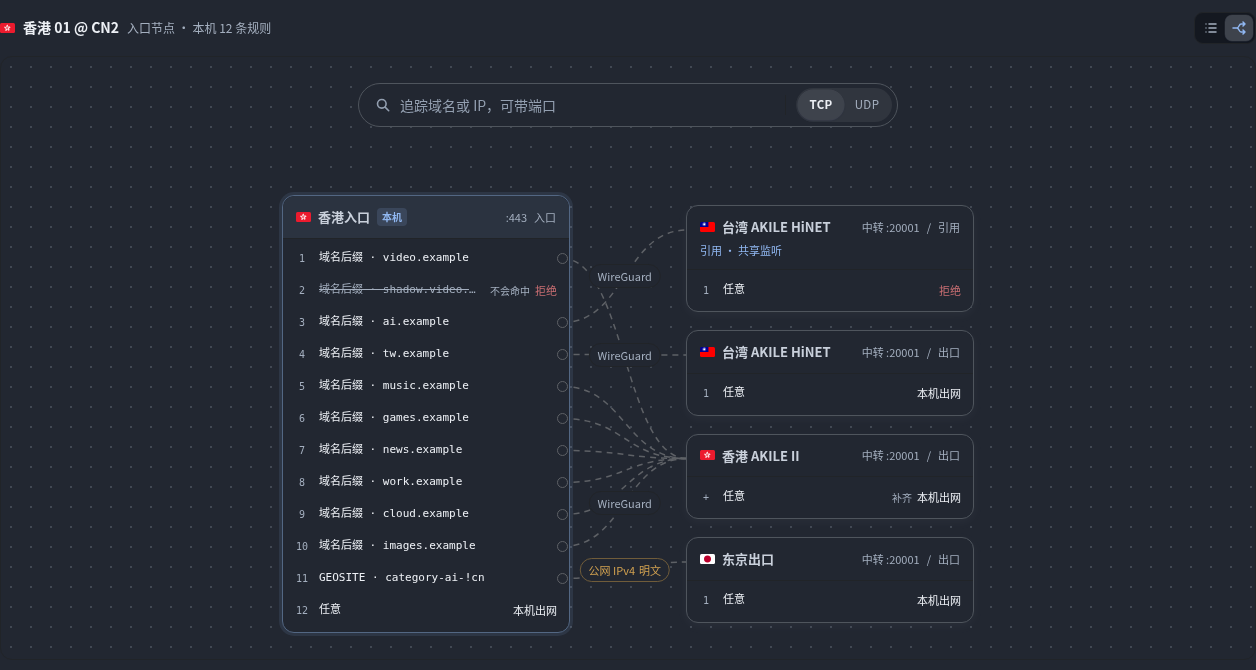 香港 01 @ CN2 入口节点 · 本机 12 条规则
追踪域名或 IP，可带端口 TCP UDP
香港入口 本机 :443 入口
1 域名后缀 · video.example
2 域名后缀 · shadow.video.… 不会命中 拒绝
3 域名后缀 · ai.example
4 域名后缀 · tw.example
5 域名后缀 · music.example
6 域名后缀 · games.example
7 域名后缀 · news.example
8 域名后缀 · work.example
9 域名后缀 · cloud.example
10 域名后缀 · images.example
11 GEOSITE · category-ai-!cn
12 任意 本机出网
WireGuard
WireGuard
WireGuard
公网 IPv4 明文
台湾 AKILE HiNET 中转 :20001 / 引用
引用 · 共享监听
1 任意 拒绝
台湾 AKILE HiNET 中转 :20001 / 出口
1 任意 本机出网
香港 AKILE II 中转 :20001 / 出口
+ 任意 补齐 本机出网
东京出口 中转 :20001 / 出口
1 任意 本机出网